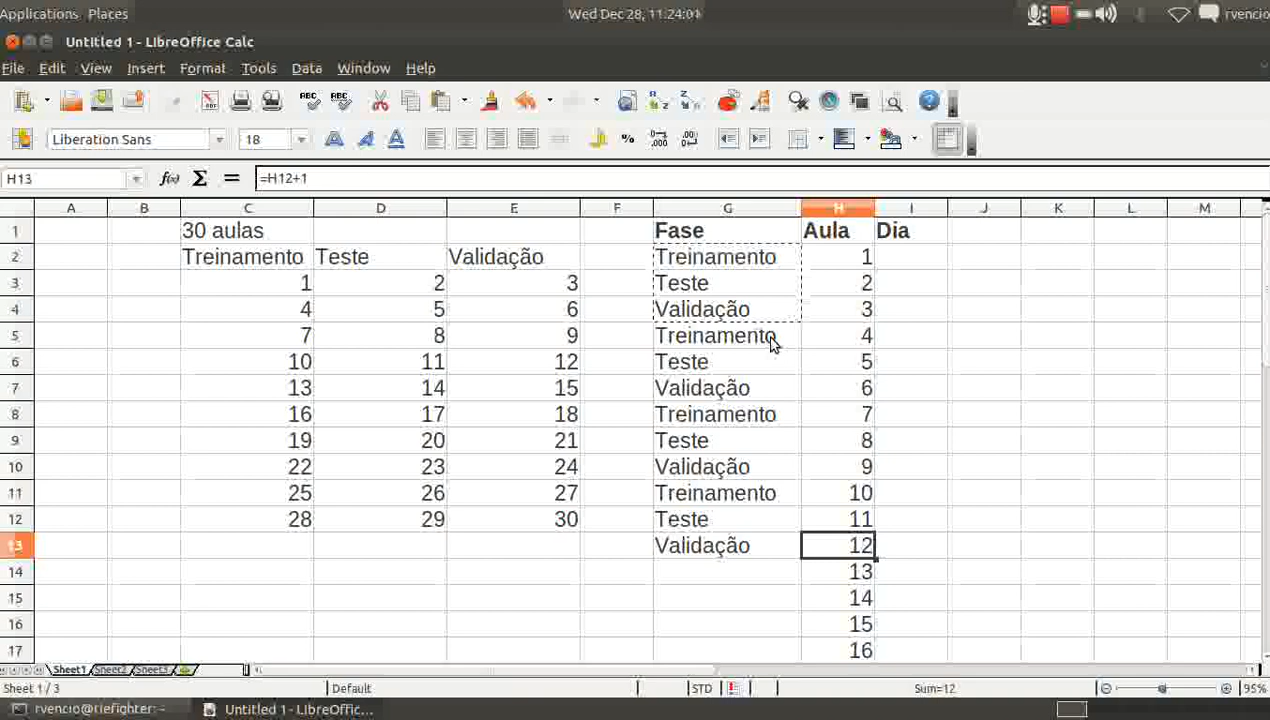 Applications Places Wed Dec 28, 11:24:01 rvencio
Untitled 1 - LibreOffice Calc
File Edit View Insert Format Tools Data Window Help
Liberation Sans 18
H13 =H12+1
A B C D E F G H I J K L M
1 30 aulas Fase Aula Dia
2 Treinamento Teste Validação Treinamento 1
3 1 2 3 Teste 2
4 4 5 6 Validação 3
5 7 8 9 Treinamento 4
6 10 11 12 Teste 5
7 13 14 15 Validação 6
8 16 17 18 Treinamento 7
9 19 20 21 Teste 8
10 22 23 24 Validação 9
11 25 26 27 Treinamento 10
12 28 29 30 Teste 11
13 Validação 12
14 13
15 14
16 15
17 16
Sheet1 Sheet2 Sheet3
Sheet 1 / 3 Default STD Sum=12 95%
rvencio@tiefighter: ~ Untitled 1 - LibreOffic...